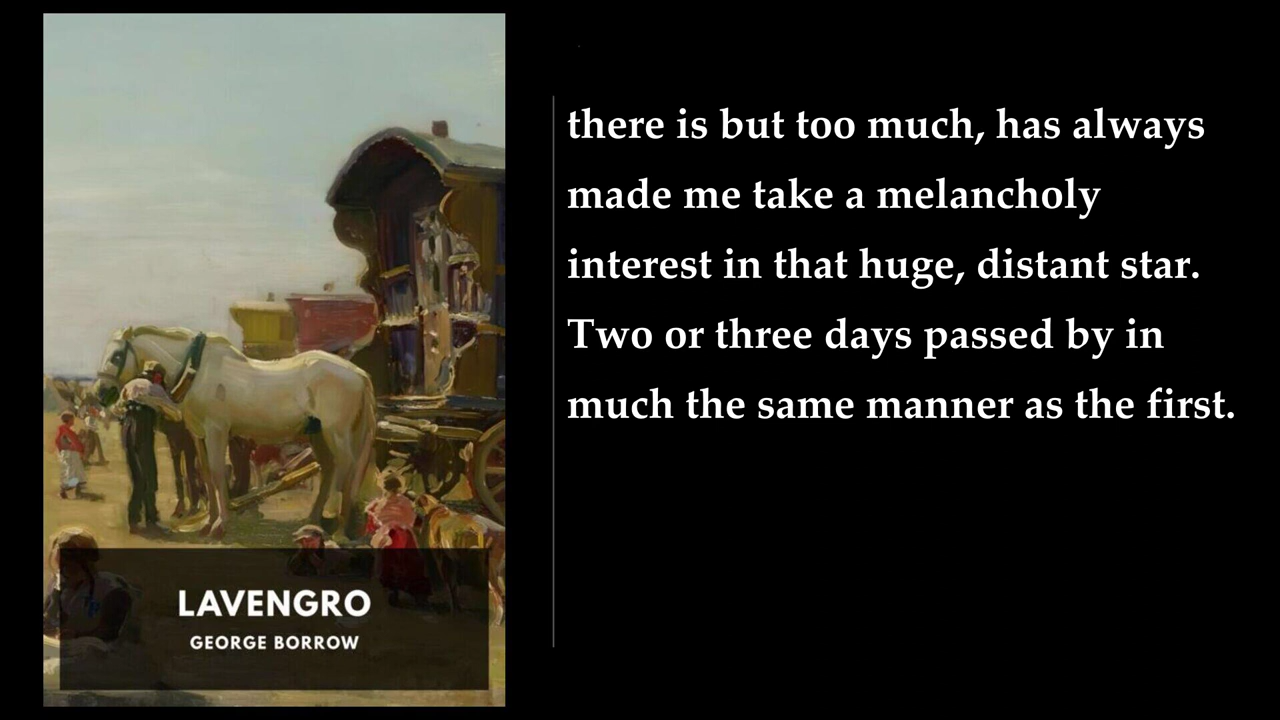 there is but too much, has always
made me take a melancholy
interest in that huge, distant star.
Two or three days passed by in
much the same manner as the first.
LAVENGRO
GEORGE BORROW